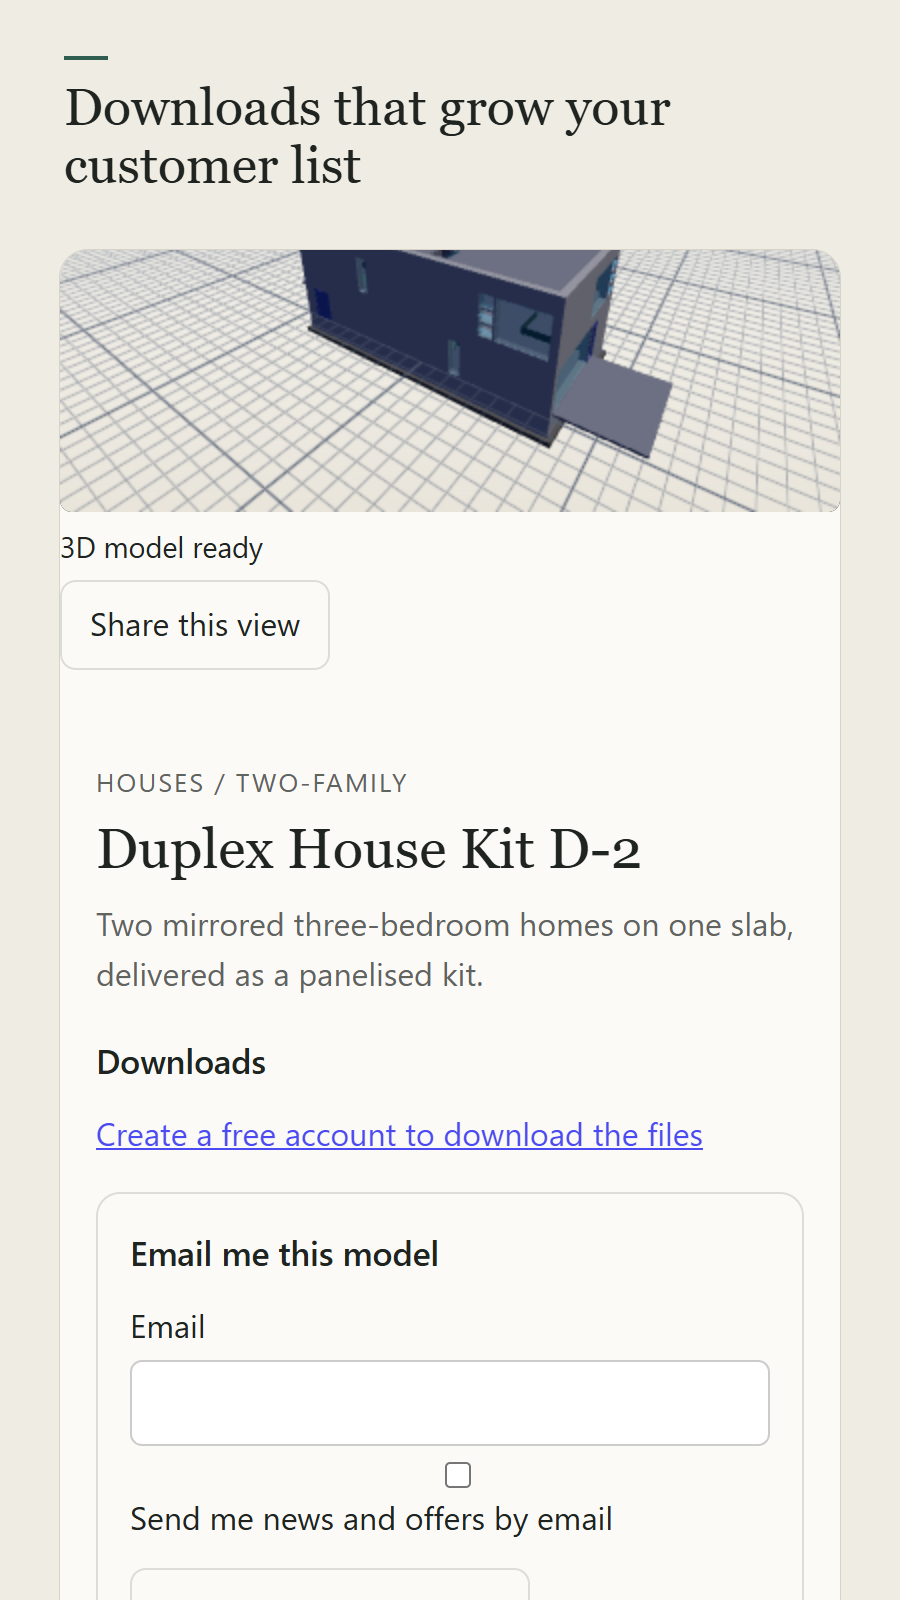 Downloads that grow your
customer list
3D model ready
Share this view
HOUSES / TWO-FAMILY
Duplex House Kit D-2
Two mirrored three-bedroom homes on one slab,
delivered as a panelised kit.
Downloads
Create a free account to download the files
Email me this model
Email
Send me news and offers by email